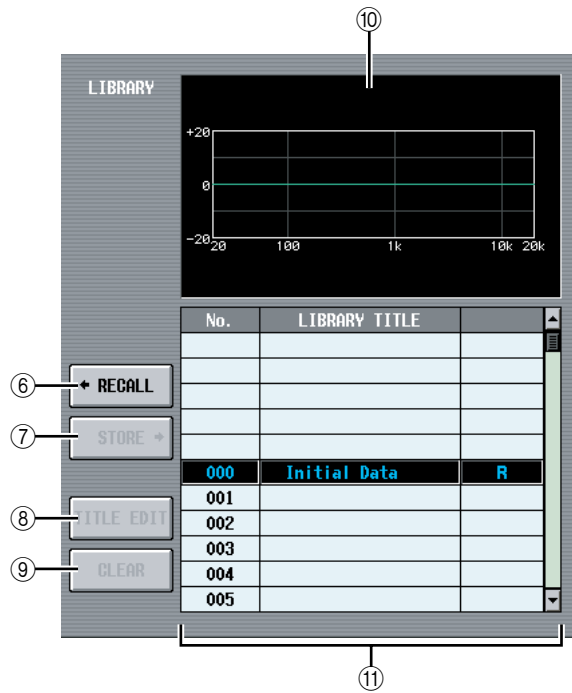 ⑩
LIBRARY
+20
0
-20
20 100 1k 10k 20k
No. LIBRARY TITLE
⑥ ← RECALL
⑦ STORE →
000 Initial Data R
001
⑧ TITLE EDIT 002
003
⑨ CLEAR 004
005
⑪